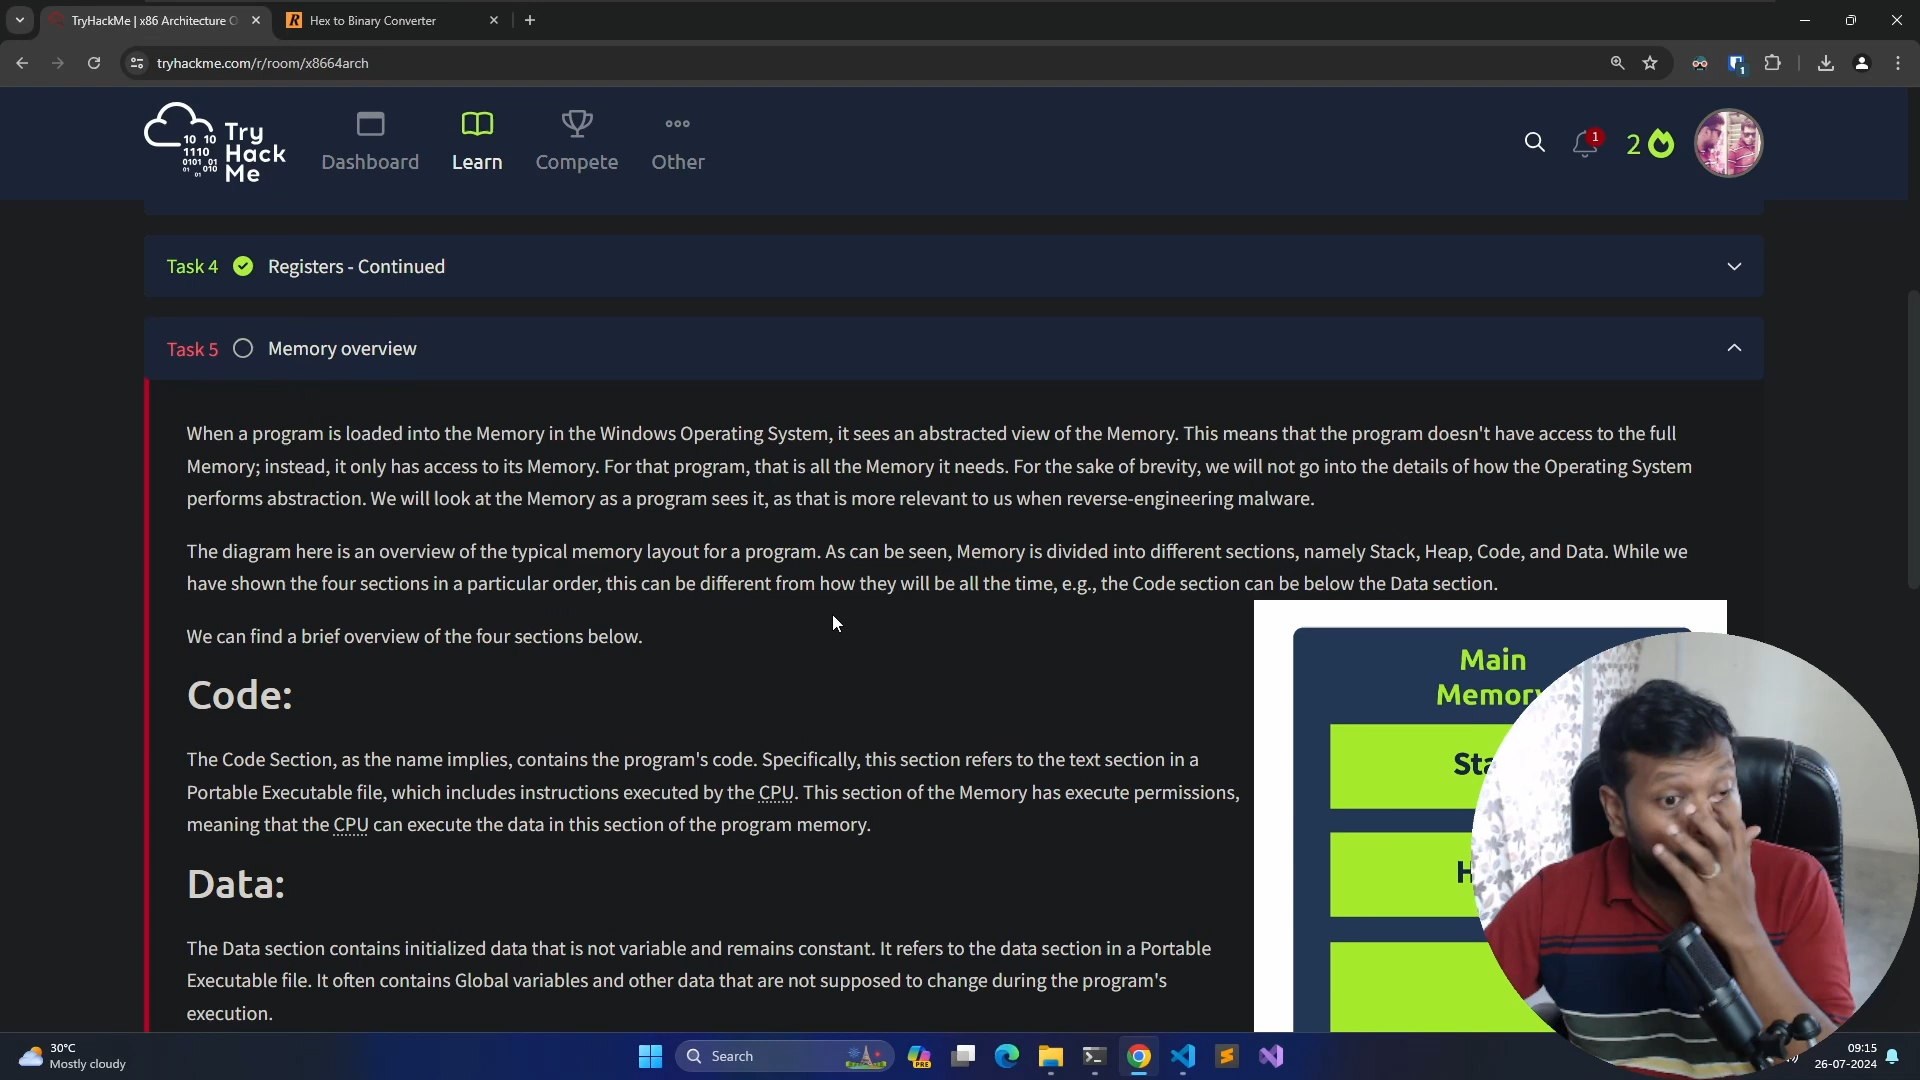 TryHackMe | x86 Architecture O
Hex to Binary Converter
tryhackme.com/r/room/x8664arch
1
10 10
1110
0101 01
01 010
01
Try
Hack
Me
Dashboard
Learn
Compete
Other
1
2
Task 4
Registers - Continued
Task 5
Memory overview
When a program is loaded into the Memory in the Windows Operating System, it sees an abstracted view of the Memory. This means that the program doesn't have access to the full
Memory; instead, it only has access to its Memory. For that program, that is all the Memory it needs. For the sake of brevity, we will not go into the details of how the Operating System
performs abstraction. We will look at the Memory as a program sees it, as that is more relevant to us when reverse-engineering malware.
The diagram here is an overview of the typical memory layout for a program. As can be seen, Memory is divided into different sections, namely Stack, Heap, Code, and Data. While we
have shown the four sections in a particular order, this can be different from how they will be all the time, e.g., the Code section can be below the Data section.
We can find a brief overview of the four sections below.
Main
Memory
Sta
H
Code:
The Code Section, as the name implies, contains the program's code. Specifically, this section refers to the text section in a
Portable Executable file, which includes instructions executed by the CPU. This section of the Memory has execute permissions,
meaning that the CPU can execute the data in this section of the program memory.
Data:
The Data section contains initialized data that is not variable and remains constant. It refers to the data section in a Portable
Executable file. It often contains Global variables and other data that are not supposed to change during the program's
execution.
30°C
Mostly cloudy
Search
PRE
09:15
26-07-2024